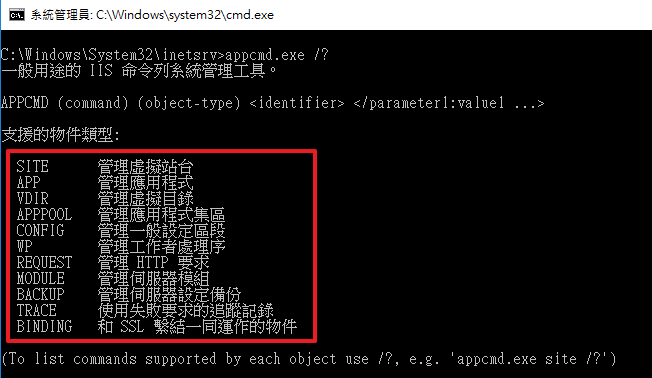 系統管理員: C:\Windows\system32\cmd.exe
C:\Windows\System32\inetsrv>appcmd.exe /?
一般用途的 IIS 命令列系統管理工具。
APPCMD (command) (object-type) <identifier> </parameter1:value1 ...>
支援的物件類型:
SITE 管理虛擬站台
APP 管理應用程式
VDIR 管理虛擬目錄
APPPOOL 管理應用程式集區
CONFIG 管理一般設定區段
WP 管理工作者處理序
REQUEST 管理 HTTP 要求
MODULE 管理伺服器模組
BACKUP 管理伺服器設定備份
TRACE 使用失敗要求的追蹤記錄
BINDING 和 SSL 繫結一同運作的物件
(To list commands supported by each object use /?, e.g. 'appcmd.exe site /?')